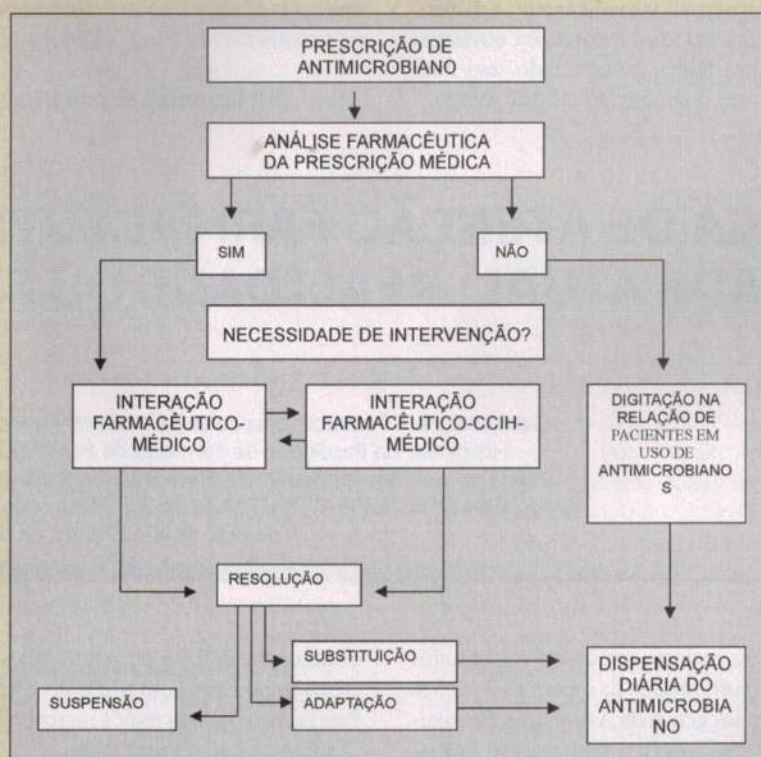 PRESCRIÇÃO DE
ANTIMICROBIANO
ANÁLISE FARMACÊUTICA
DA PRESCRIÇÃO MÉDICA
SIM
NÃO
NECESSIDADE DE INTERVENÇÃO?
INTERAÇÃO
FARMACÊUTICO-
MÉDICO
INTERAÇÃO
FARMACÊUTICO-CCIH-
MÉDICO
DIGITAÇÃO NA
RELAÇÃO DE
PACIENTES EM
USO DE
ANTIMICROBIANO
S
RESOLUÇÃO
SUBSTITUIÇÃO
SUSPENSÃO
ADAPTAÇÃO
DISPENSAÇÃO
DIÁRIA DO
ANTIMICROBIA
NO